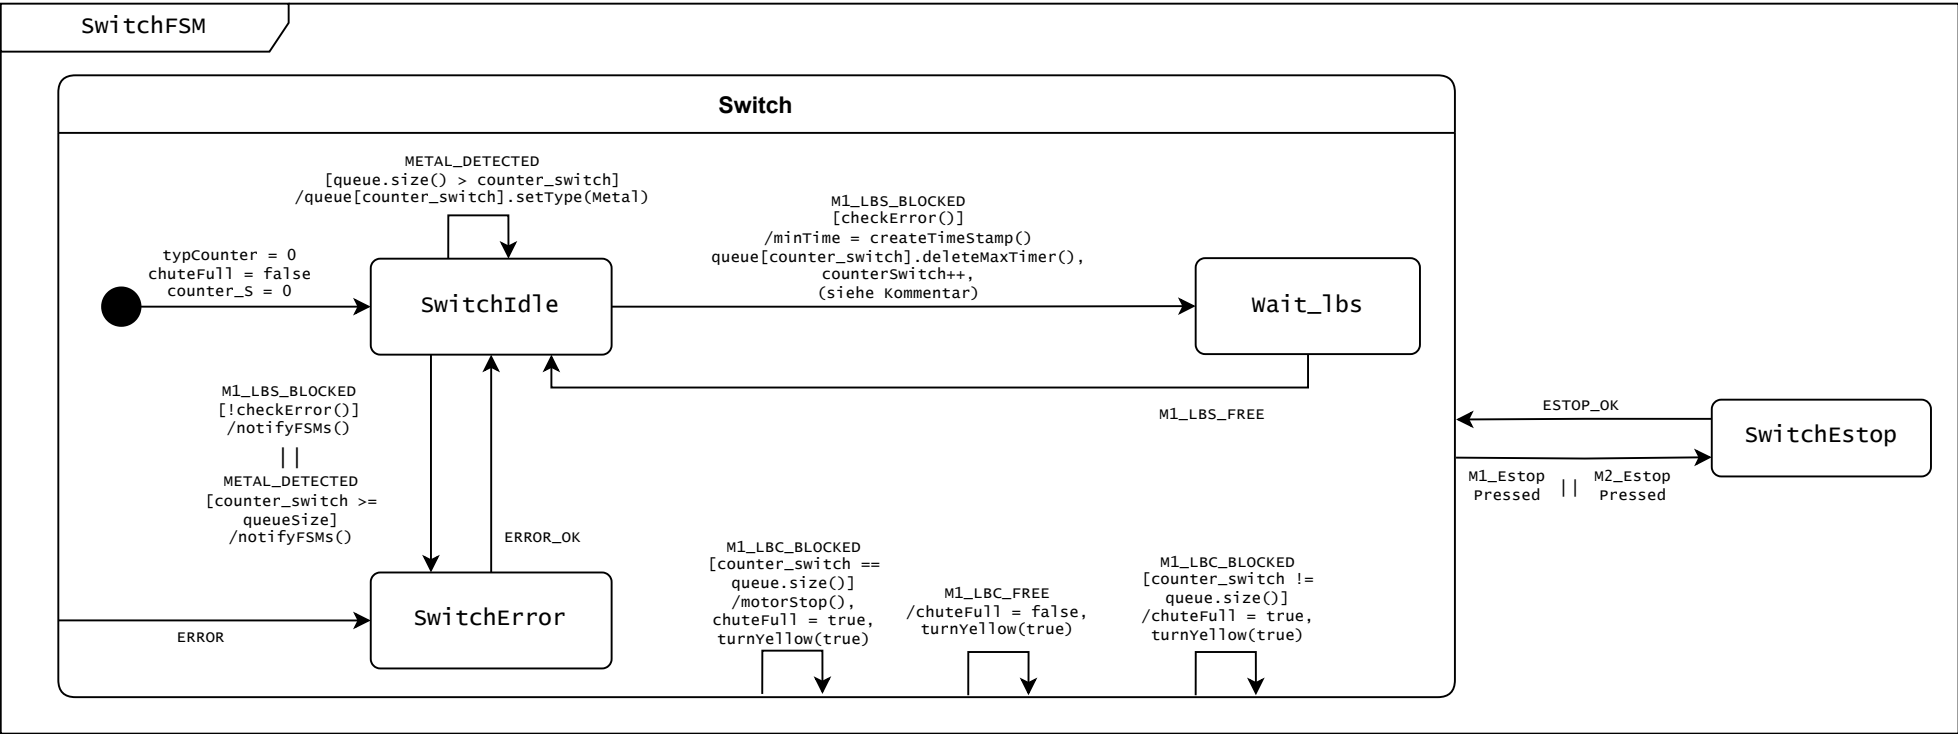 SwitchFSM
Switch
METAL_DETECTED
[queue.size() > counter_switch]
/queue[counter_switch].setType(Metal)
M1_LBS_BLOCKED
[checkError()]
/minTime = createTimeStamp()
queue[counter_switch].deleteMaxTimer(),
counterSwitch++,
(siehe Kommentar)
typCounter = 0
chuteFull = false
counter_S = 0
SwitchIdle
Wait_lbs
M1_LBS_BLOCKED
[!checkError()]
/notifyFSMs()
||
METAL_DETECTED
[counter_switch >=
queueSize]
/notifyFSMs()
M1_LBS_FREE
ESTOP_OK
SwitchEstop
M1_Estop
Pressed
||
M2_Estop
Pressed
ERROR_OK
SwitchError
ERROR
M1_LBC_BLOCKED
[counter_switch ==
queue.size()]
/motorStop(),
chuteFull = true,
turnYellow(true)
M1_LBC_FREE
/chuteFull = false,
turnYellow(true)
M1_LBC_BLOCKED
[counter_switch !=
queue.size()]
/chuteFull = true,
turnYellow(true)